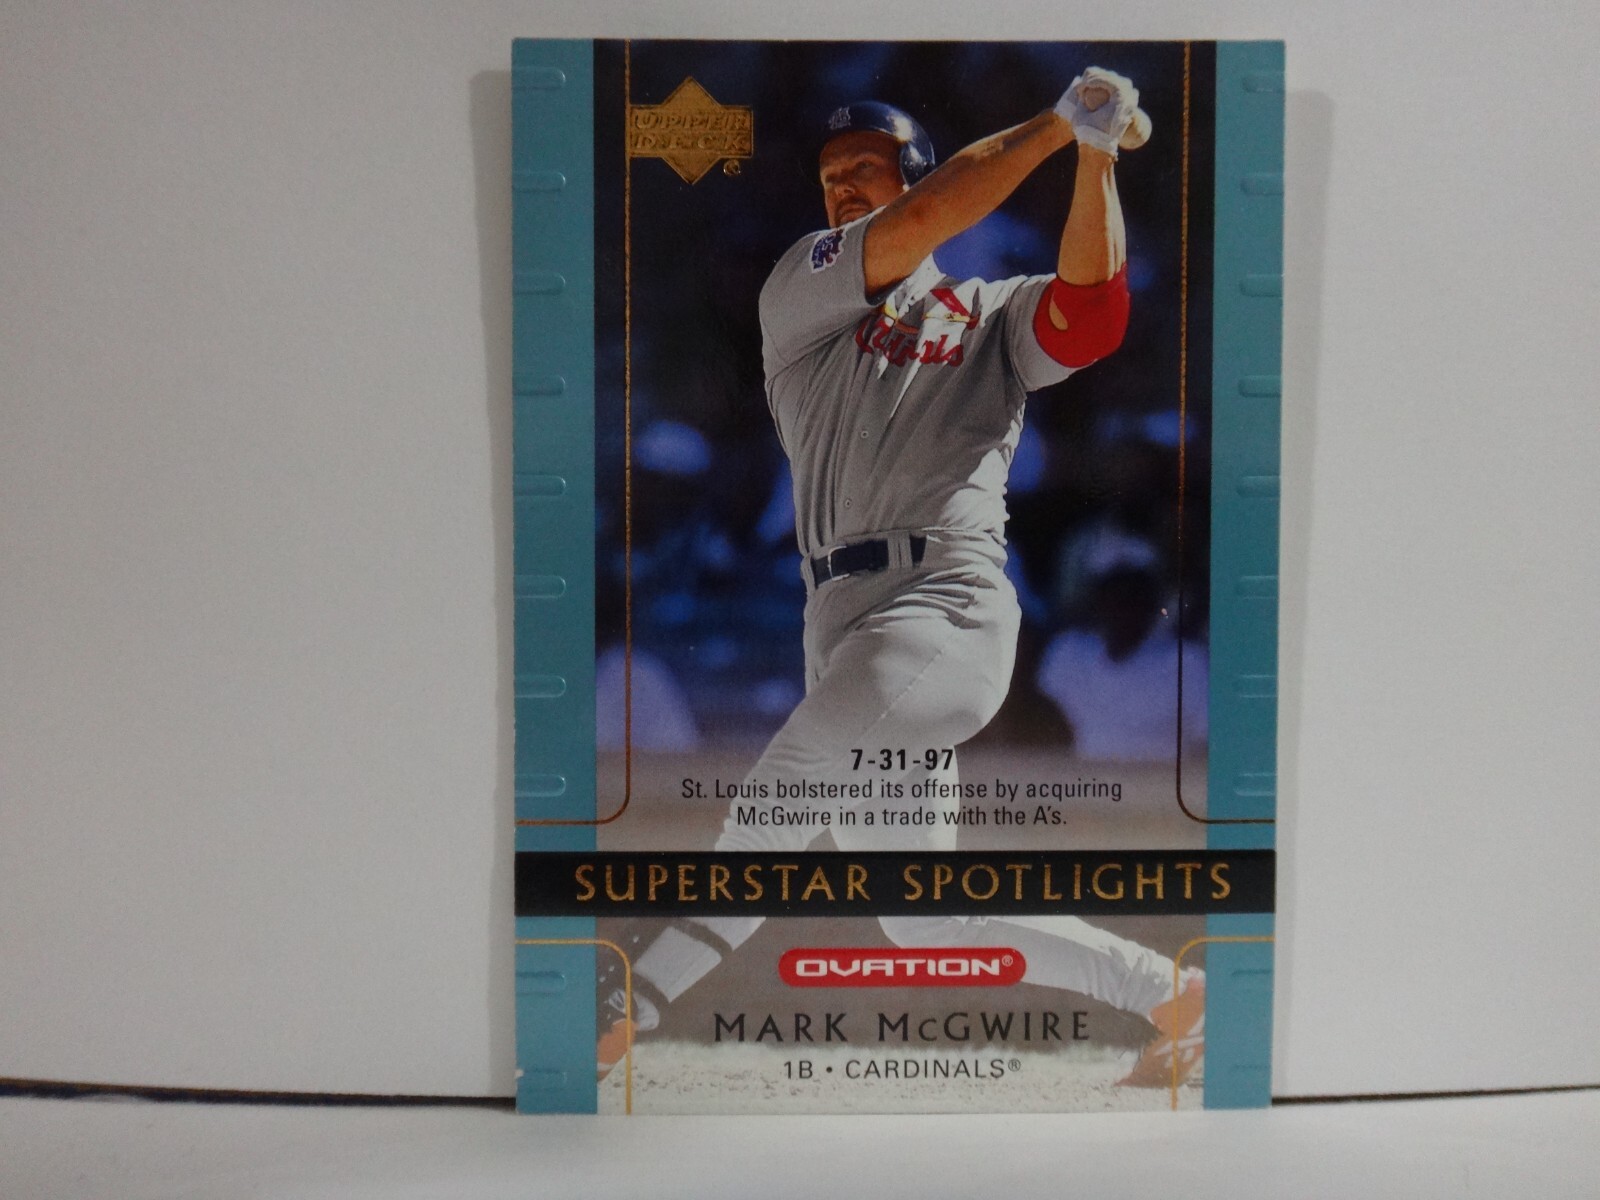 UPPER
DECK®
Cardinals
7-31-97
St. Louis bolstered its offense by acquiring
McGwire in a trade with the A's.
SUPERSTAR SPOTLIGHTS
OVATION®
MARK McGWIRE
1B • CARDINALS®